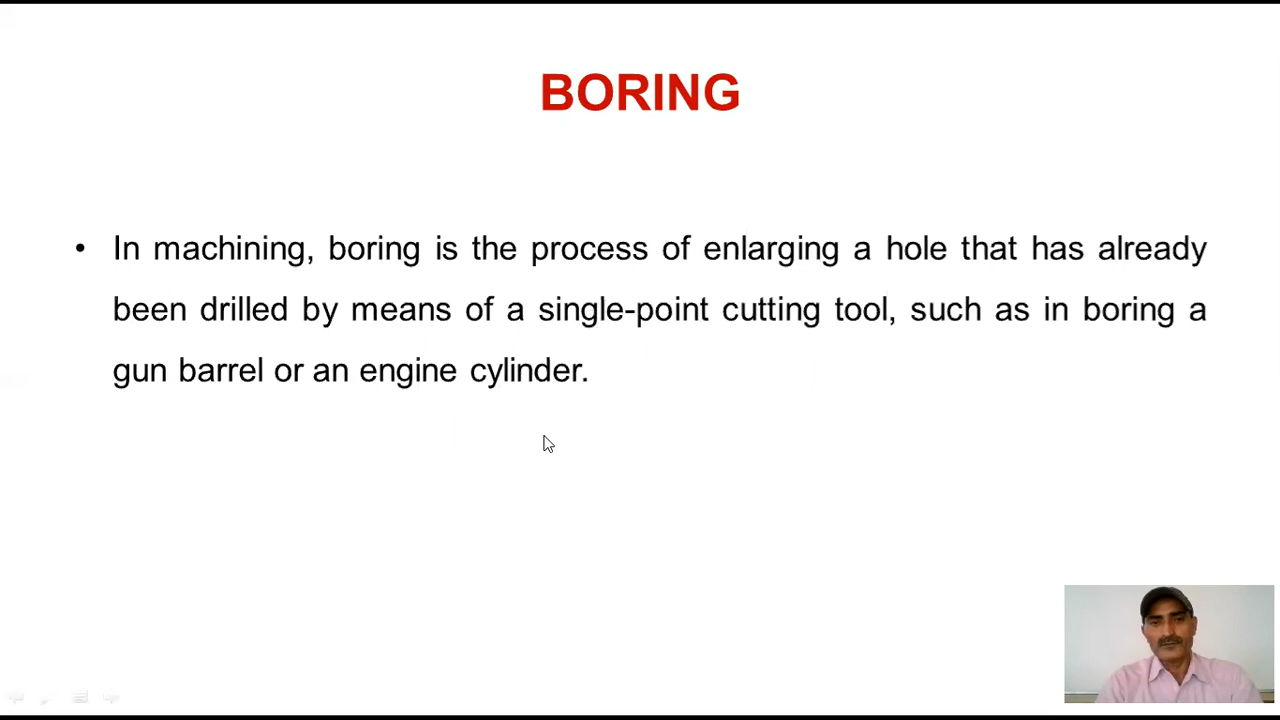 BORING
• In machining, boring is the process of enlarging a hole that has already
been drilled by means of a single-point cutting tool, such as in boring a
gun barrel or an engine cylinder.